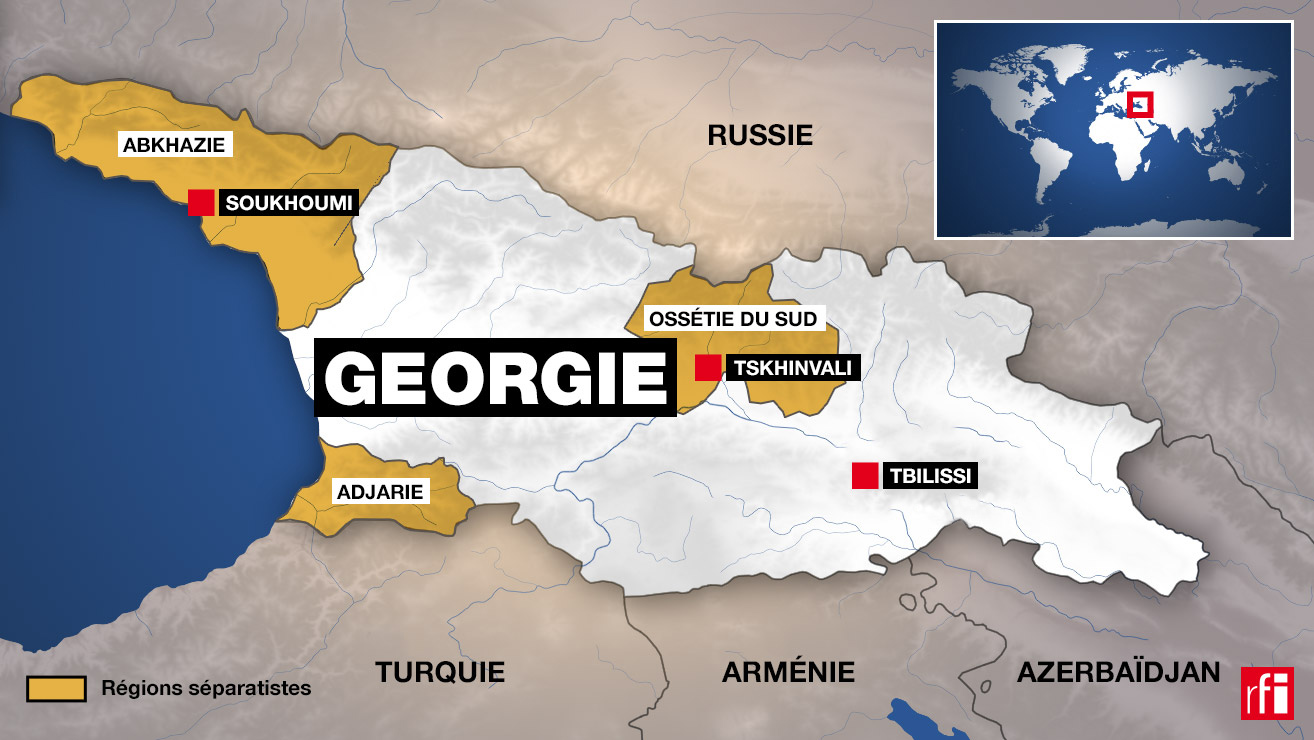 RUSSIE
ABKHAZIE
SOUKHOUMI
OSSÉTIE DU SUD
GEORGIE
TSKHINVALI
TBILISSI
ADJARIE
TURQUIE
ARMÉNIE
AZERBAÏDJAN
Régions séparatistes
rfi